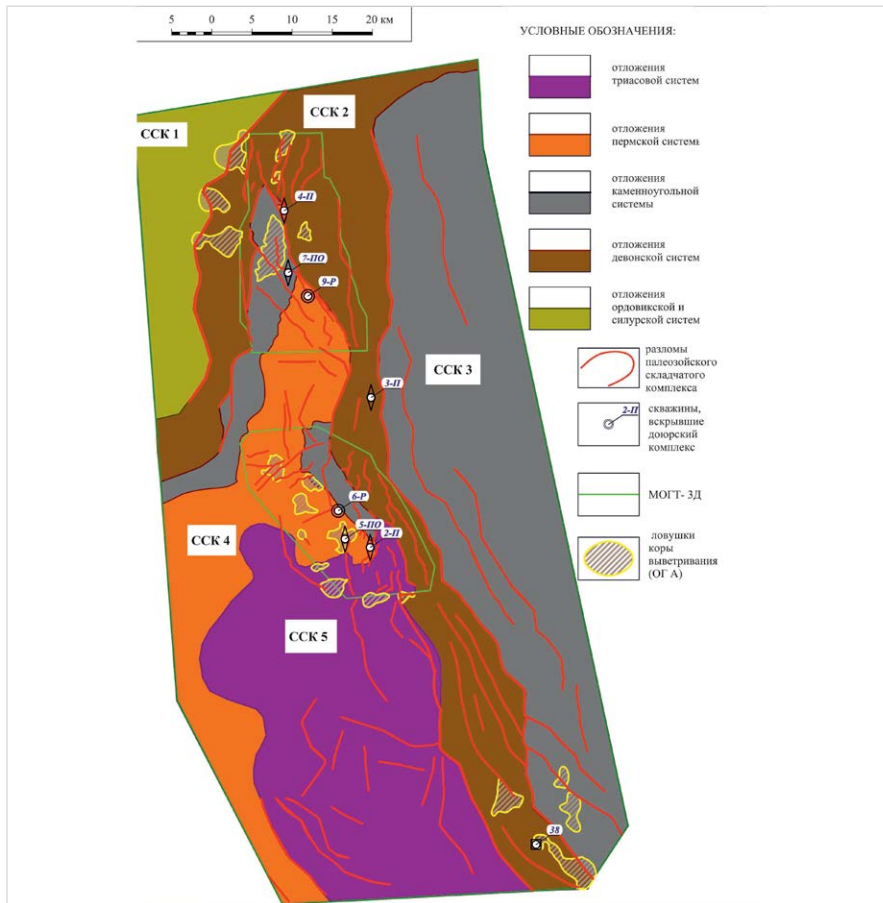 5 0 5 10 15 20 км
УСЛОВНЫЕ ОБОЗНАЧЕНИЯ:
отложения
триасовой систем
отложения
пермской системь
отложения
каменноугольной
системы
отложения
девонской систем
отложения
ордовикской и
силурской систем
разломы
палеозойского
складчатого
комплекса
2-П
скважины,
вскрывшие
доюрский
комплекс
МОГТ- 3Д
ловушки
коры
выветривания
(ОГ А)
ССК 1
ССК 2
4-П
7-ПО
9-Р
ССК 3
3-П
6-Р
5-ПО
2-П
ССК 4
ССК 5
38